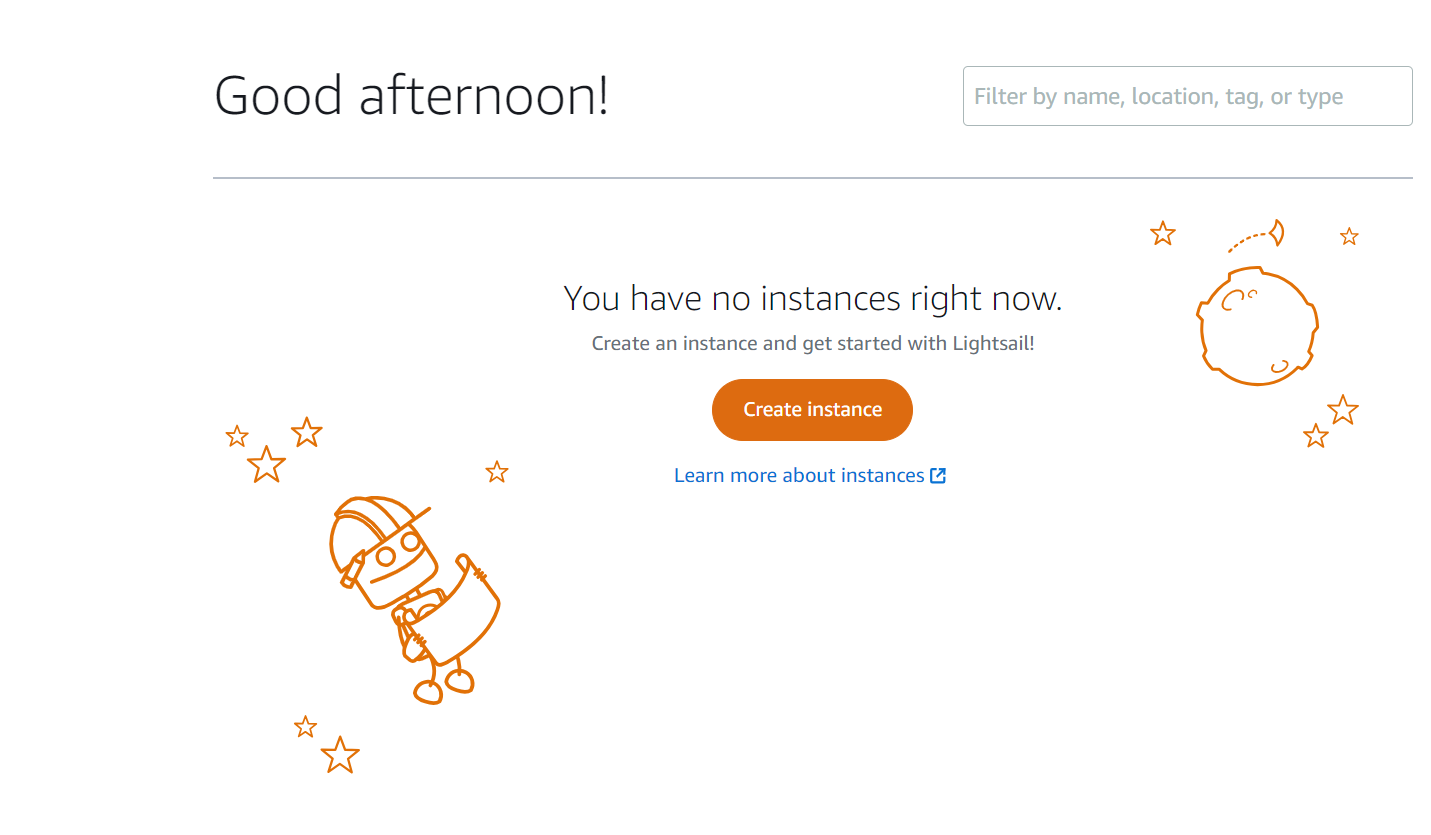 Good afternoon!
Filter by name, location, tag, or type
You have no instances right now.
Create an instance and get started with Lightsail!
Create instance
Learn more about instances